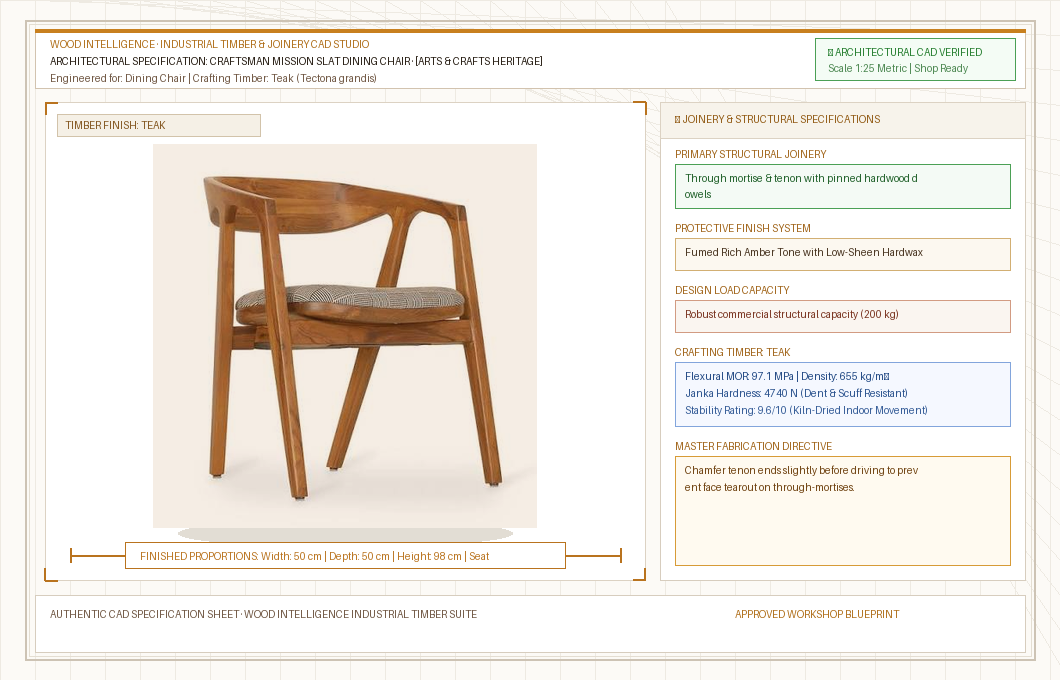 WOOD INTELLIGENCE · INDUSTRIAL TIMBER & JOINERY CAD STUDIO
ARCHITECTURAL SPECIFICATION: CRAFTSMAN MISSION SLAT DINING CHAIR · [ARTS & CRAFTS HERITAGE]
Engineered for: Dining Chair | Crafting Timber: Teak (Tectona grandis)
ARCHITECTURAL CAD VERIFIED
Scale 1:25 Metric | Shop Ready
TIMBER FINISH: TEAK
FINISHED PROPORTIONS: Width: 50 cm | Depth: 50 cm | Height: 98 cm | Seat
JOINERY & STRUCTURAL SPECIFICATIONS
PRIMARY STRUCTURAL JOINERY
Through mortise & tenon with pinned hardwood d
owels
PROTECTIVE FINISH SYSTEM
Fumed Rich Amber Tone with Low-Sheen Hardwax
DESIGN LOAD CAPACITY
Robust commercial structural capacity (200 kg)
CRAFTING TIMBER: TEAK
Flexural MOR: 97.1 MPa | Density: 655 kg/m
Janka Hardness: 4740 N (Dent & Scuff Resistant)
Stability Rating: 9.6/10 (Kiln-Dried Indoor Movement)
MASTER FABRICATION DIRECTIVE
Chamfer tenon ends slightly before driving to prev
ent face tearout on through-mortises.
AUTHENTIC CAD SPECIFICATION SHEET · WOOD INTELLIGENCE INDUSTRIAL TIMBER SUITE
APPROVED WORKSHOP BLUEPRINT